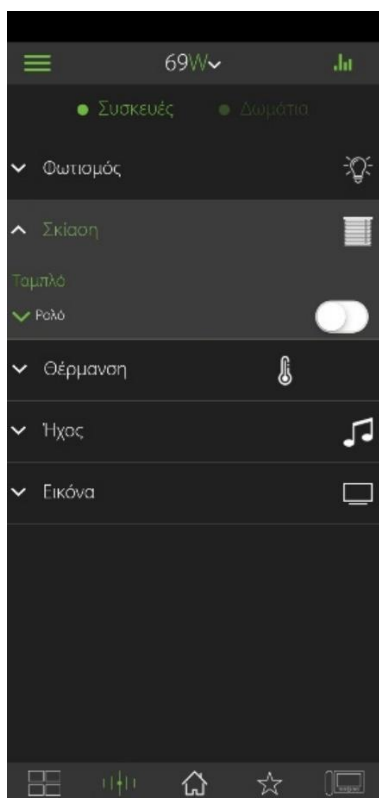 69W
Συσκευές Δωμάτια
Φωτισμός
Σκίαση
Ταμπλό
Ρολό
Θέρμανση
Ήχος
Εικόνα